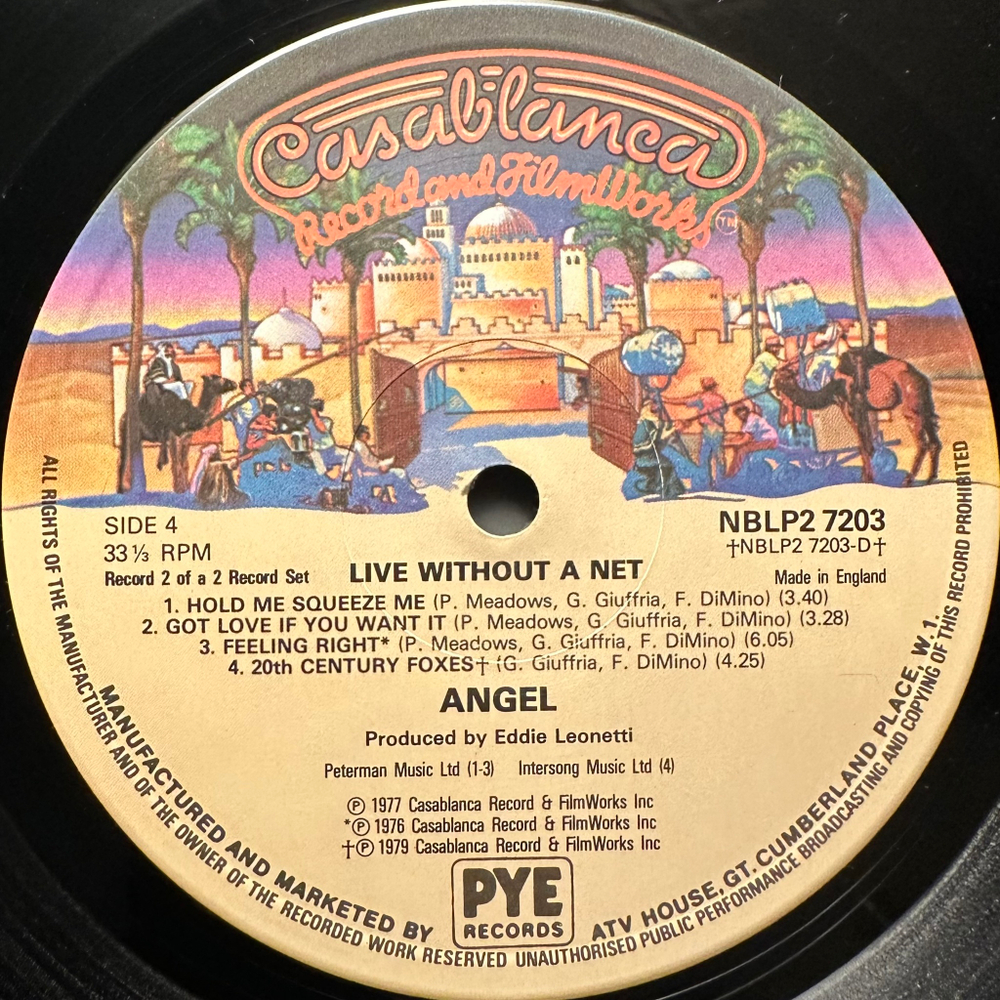 Casablanca
Record and FilmWorks™
SIDE 4
33⅓ RPM
Record 2 of a 2 Record Set
NBLP2 7203
†NBLP2 7203-D†
Made in England
LIVE WITHOUT A NET
1. HOLD ME SQUEEZE ME (P. Meadows, G. Giuffria, F. DiMino) (3.40)
2. GOT LOVE IF YOU WANT IT (P. Meadows, G. Giuffria, F. DiMino) (3.28)
3. FEELING RIGHT* (P. Meadows, G. Giuffria, F. DiMino) (6.05)
4. 20th CENTURY FOXES† (G. Giuffria, F. DiMino) (4.25)
ANGEL
Produced by Eddie Leonetti
Peterman Music Ltd (1-3) Intersong Music Ltd (4)
℗ 1977 Casablanca Record & FilmWorks Inc
*℗ 1976 Casablanca Record & FilmWorks Inc
†℗ 1979 Casablanca Record & FilmWorks Inc
PYE
RECORDS
MANUFACTURED AND MARKETED BY
ATV HOUSE, GT. CUMBERLAND PLACE, W. 1.
ALL RIGHTS OF THE MANUFACTURER AND OF THE OWNER OF THE RECORDED WORK RESERVED UNAUTHORISED PUBLIC PERFORMANCE BROADCASTING AND COPYING OF THIS RECORD PROHIBITED